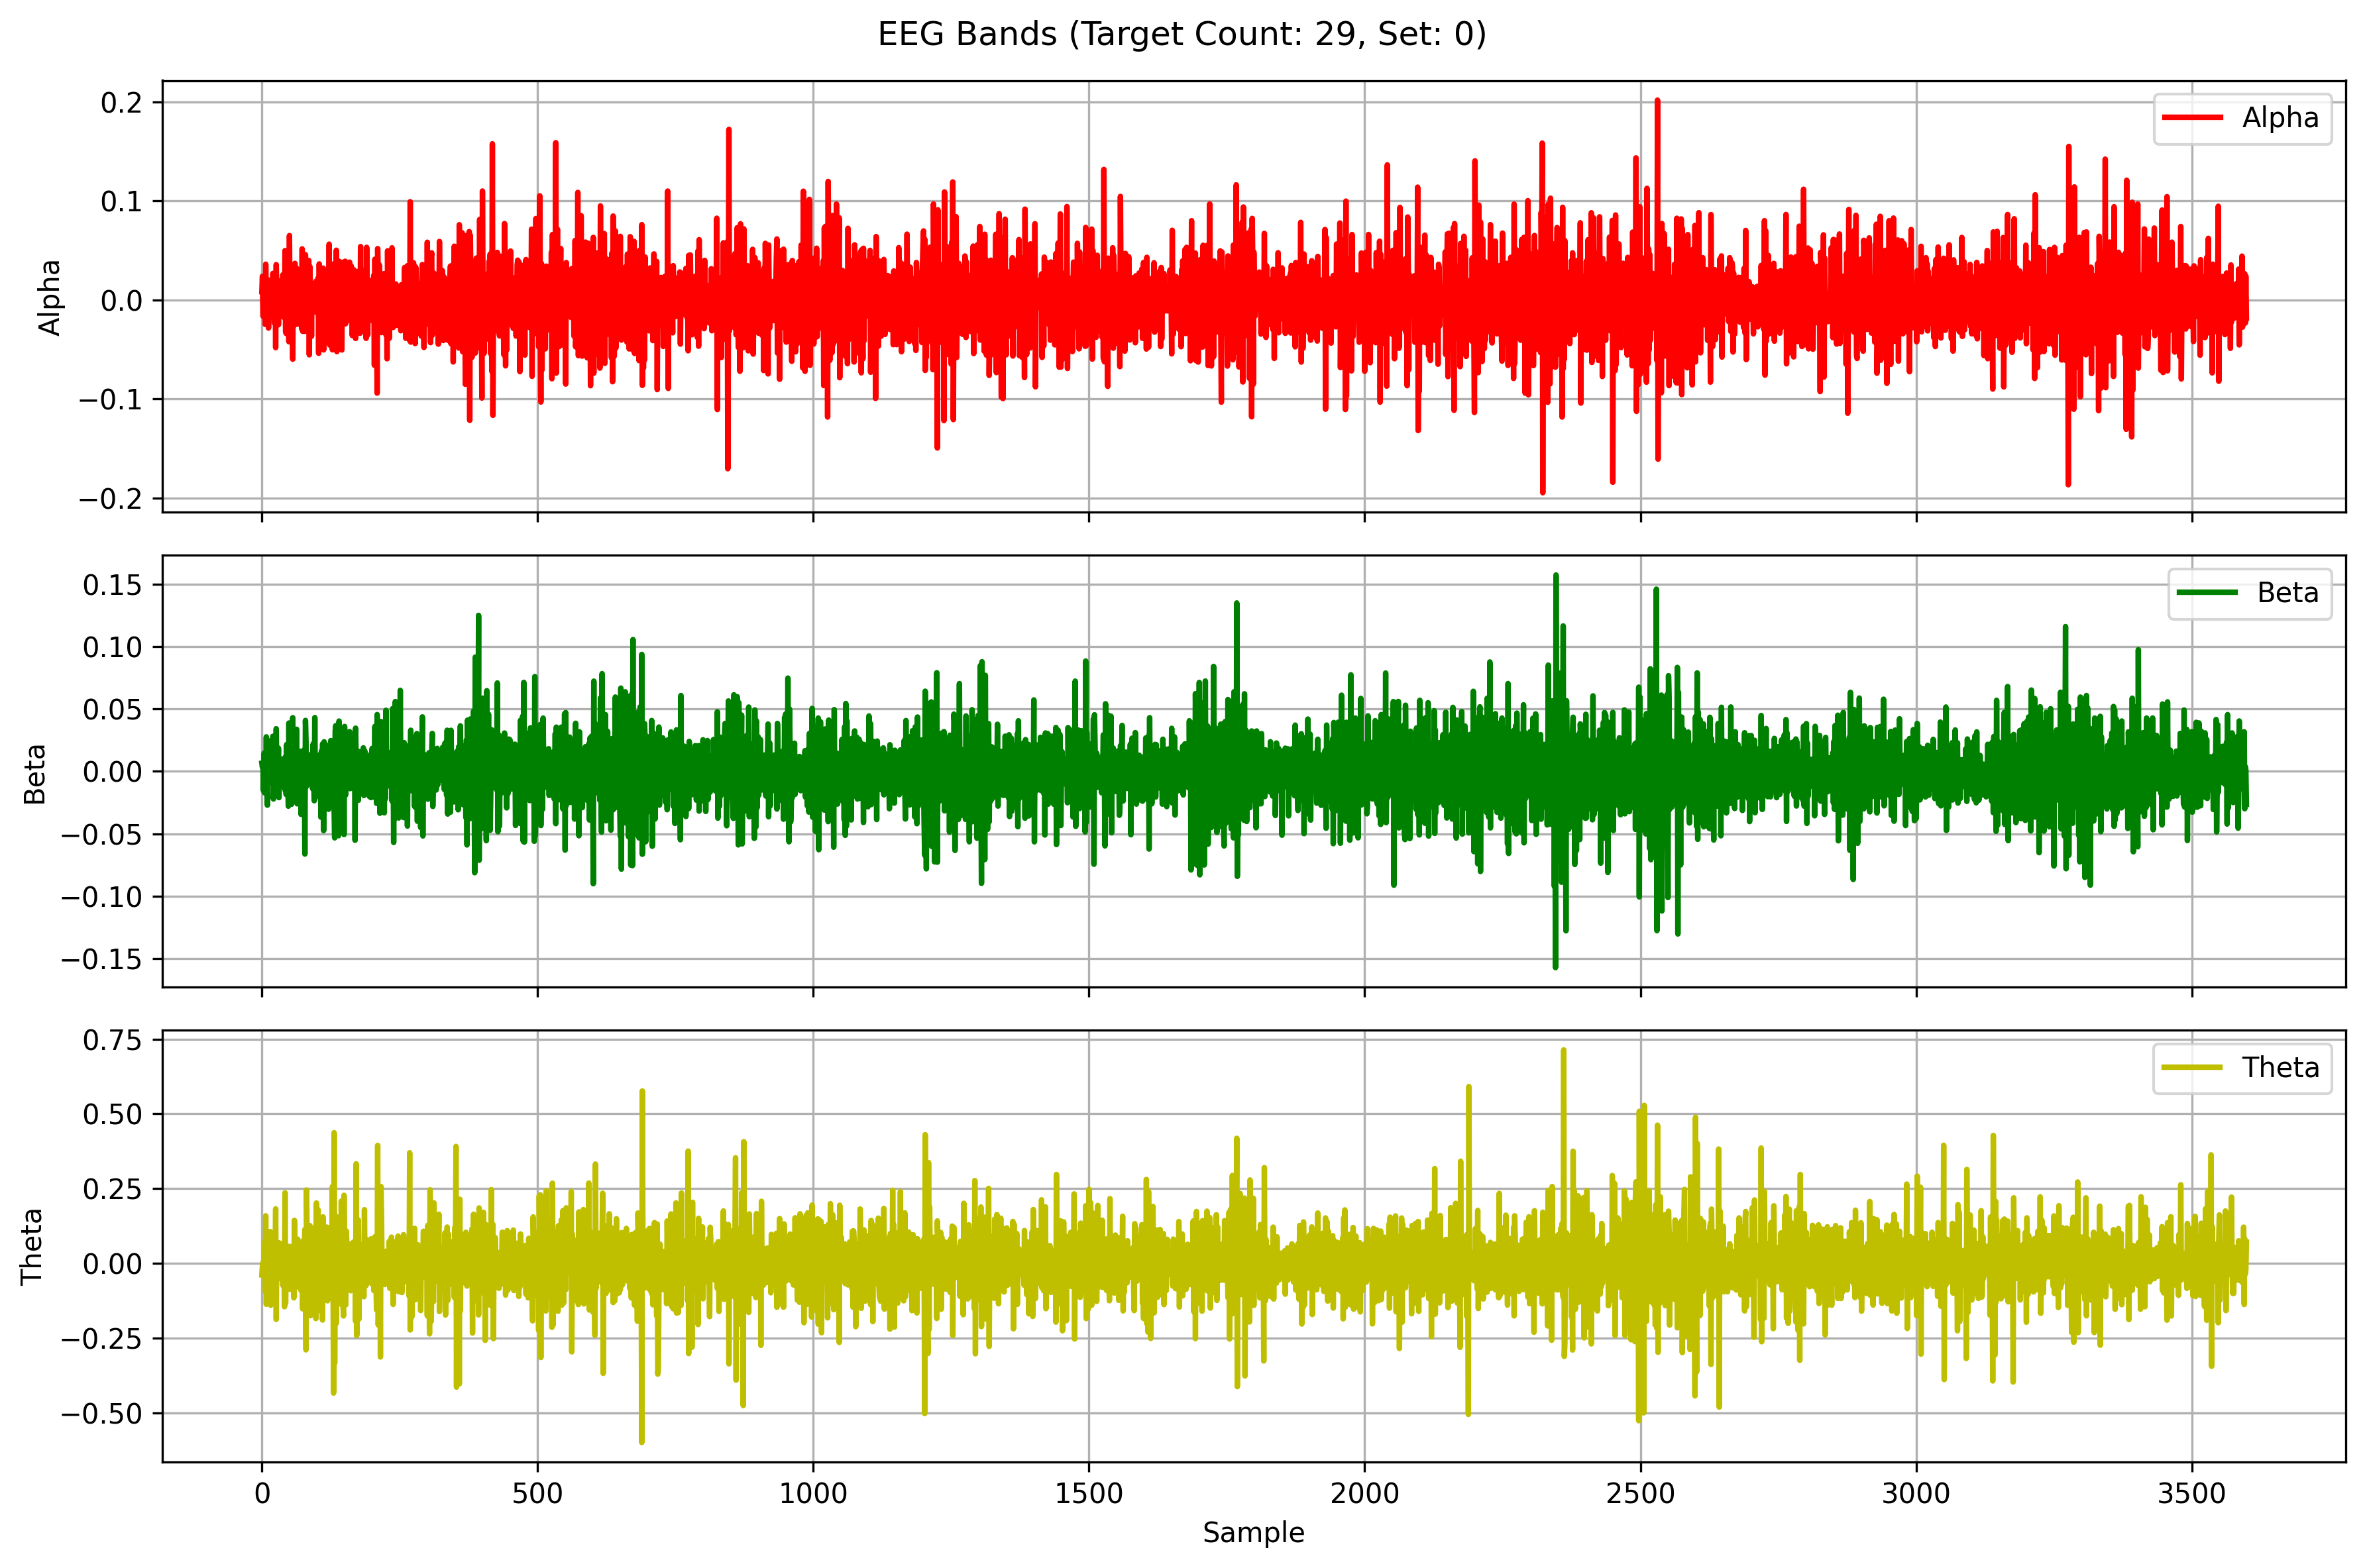 EEG Bands (Target Count: 29, Set: 0)
0.2
0.1
0.0
−0.1
−0.2
Alpha
Alpha
0.15
0.10
0.05
0.00
−0.05
−0.10
−0.15
Beta
Beta
0.75
0.50
0.25
0.00
−0.25
−0.50
Theta
Theta
0 500 1000 1500 2000 2500 3000 3500
Sample